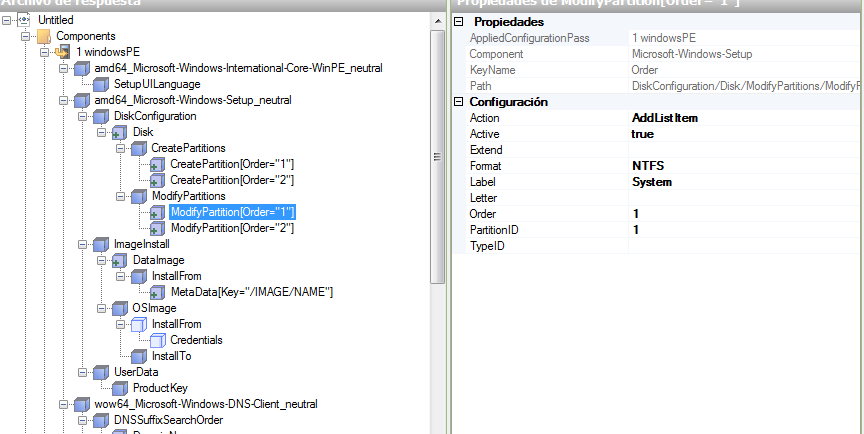 Archivo de respuesta
Untitled
Components
1 windowsPE
amd64_Microsoft-Windows-International-Core-WinPE_neutral
SetupUILanguage
amd64_Microsoft-Windows-Setup_neutral
DiskConfiguration
Disk
CreatePartitions
CreatePartition[Order="1"]
CreatePartition[Order="2"]
ModifyPartitions
ModifyPartition[Order="1"]
ModifyPartition[Order="2"]
ImageInstall
DataImage
InstallFrom
MetaData[Key="/IMAGE/NAME"]
OSImage
InstallFrom
Credentials
InstallTo
UserData
ProductKey
wow64_Microsoft-Windows-DNS-Client_neutral
DNSSuffixSearchOrder
Propiedades de ModifyPartition[Order="1"]
Propiedades
AppliedConfigurationPass 1 windowsPE
Component Microsoft-Windows-Setup
KeyName Order
Path DiskConfiguration/Disk/ModifyPartitions/ModifyP
Configuración
Action AddListItem
Active true
Extend
Format NTFS
Label System
Letter
Order 1
PartitionID 1
TypeID